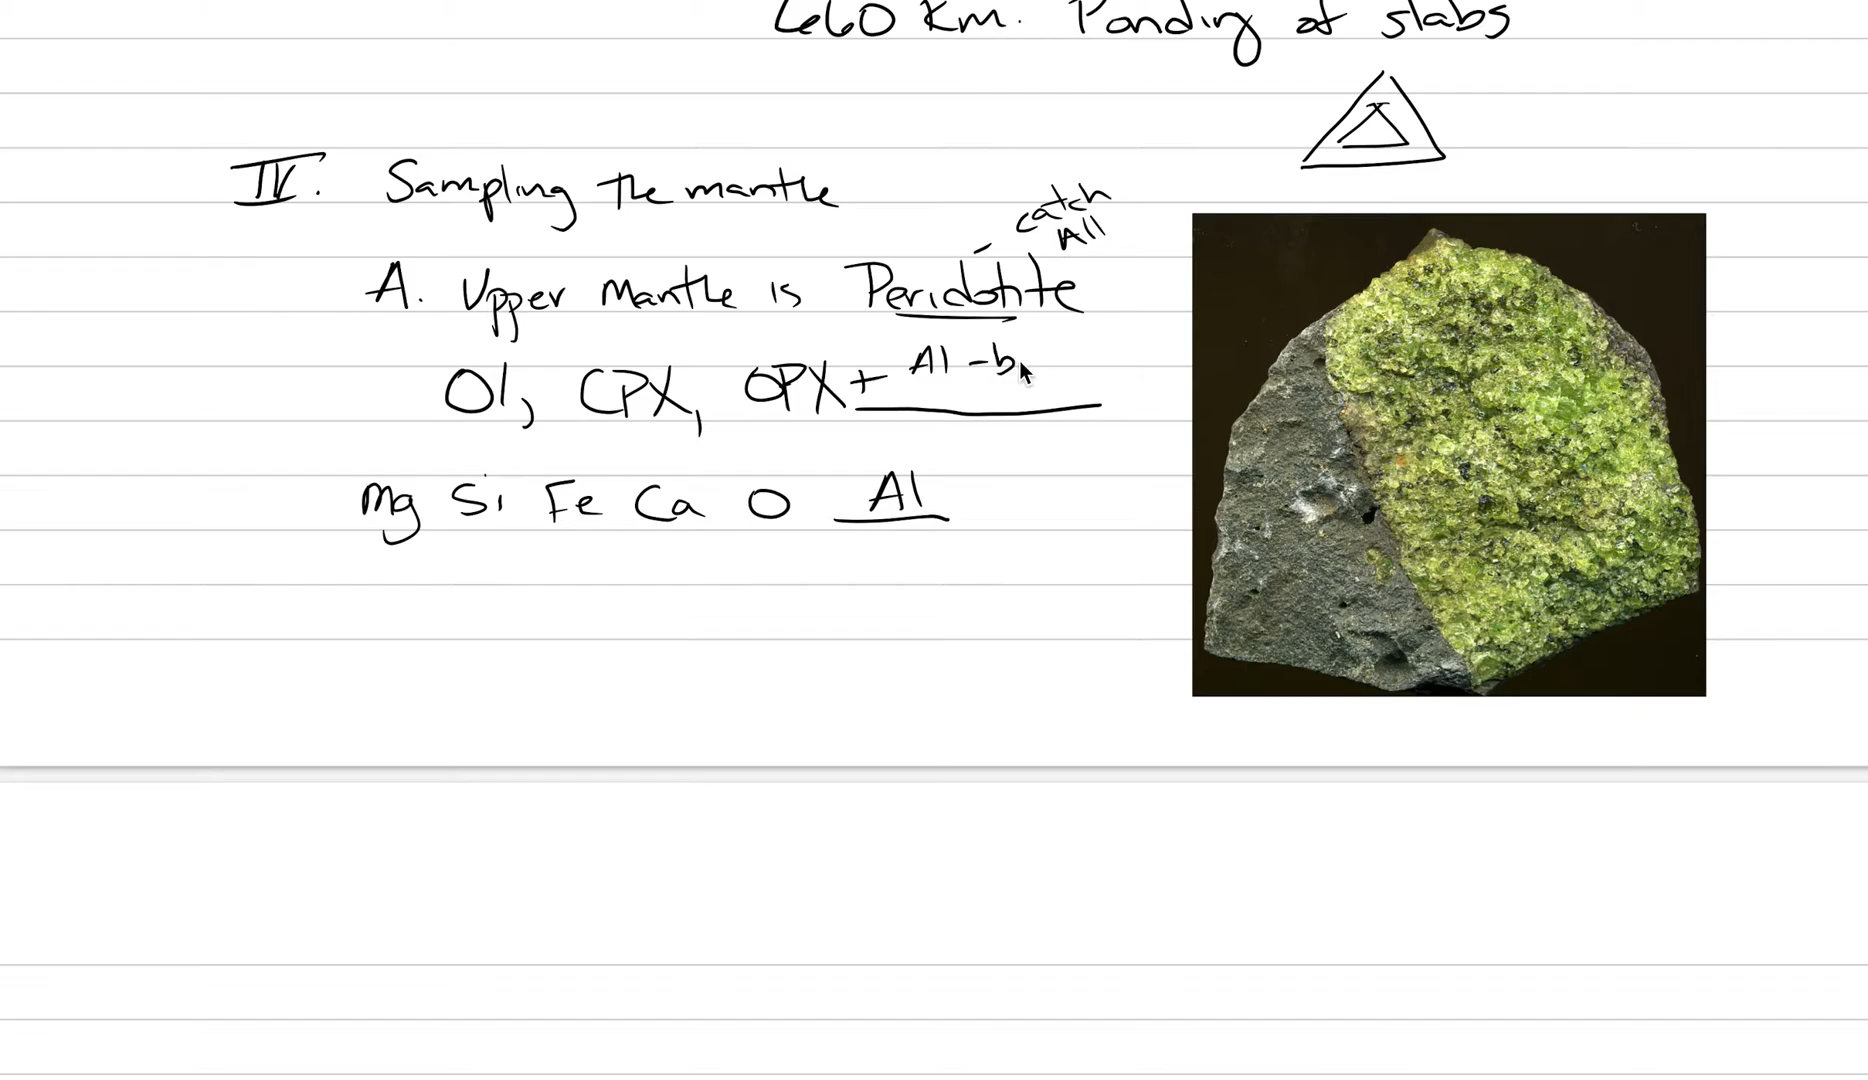 660 Km. Ponding of slabs
IV. Sampling the mantle
catch
All
A. Upper Mantle is Peridotite
Ol, CPX, OPX + Al-b
Mg Si Fe Ca O Al